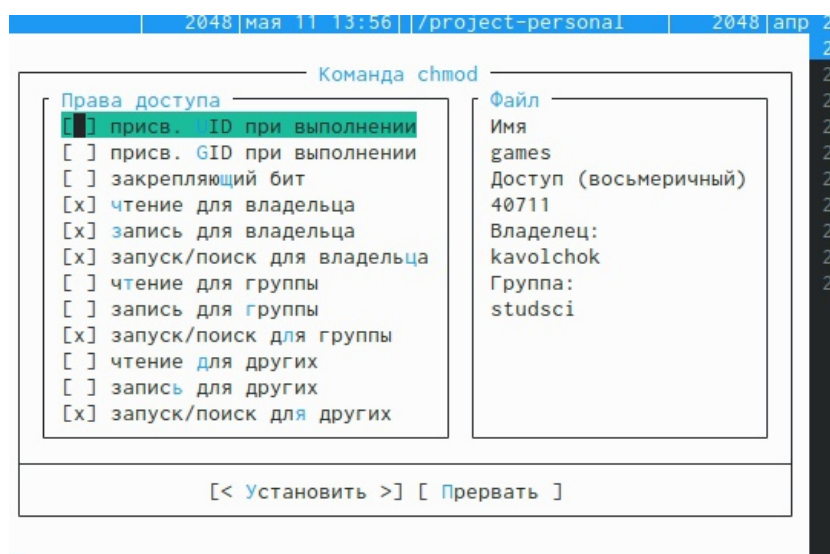 2048|мая 11 13:56||/project-personal | 2048|апр 2
Команда chmod
Права доступа
[ ] присв. UID при выполнении
[ ] присв. GID при выполнении
[ ] закрепляющий бит
[x] чтение для владельца
[x] запись для владельца
[x] запуск/поиск для владельца
[ ] чтение для группы
[ ] запись для группы
[x] запуск/поиск для группы
[ ] чтение для других
[ ] запись для других
[x] запуск/поиск для других
Файл
Имя
games
Доступ (восьмеричный)
40711
Владелец:
kavolchok
Группа:
studsci
[< Установить >] [ Прервать ]